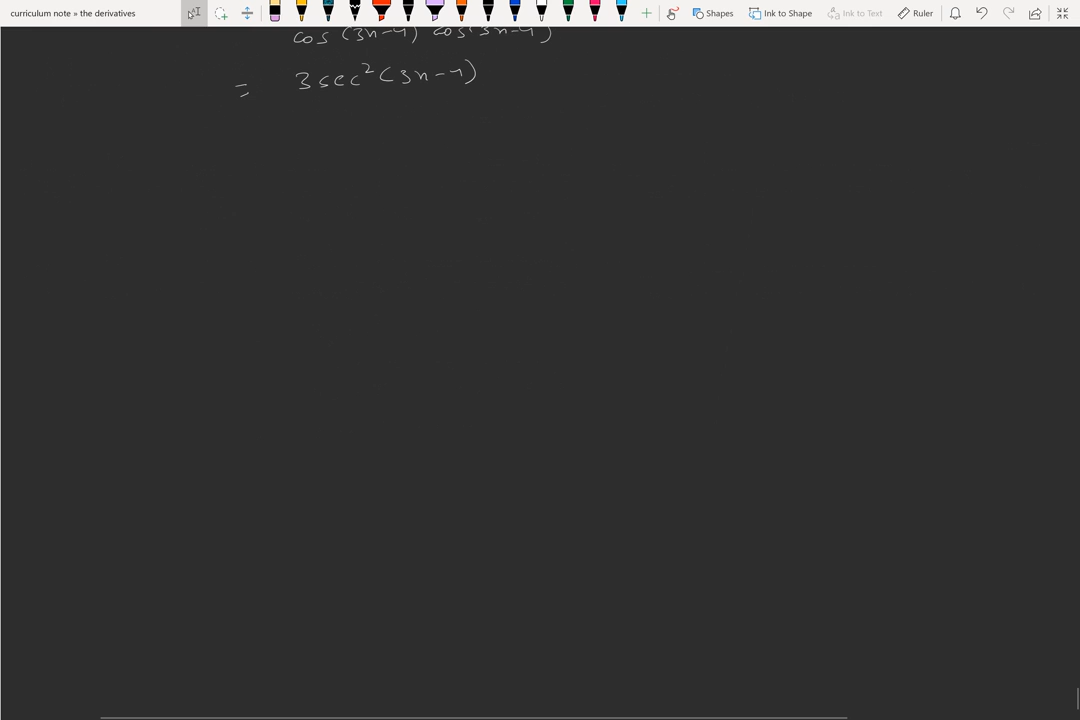 curriculum note » the derivatives
Shapes
Ink to Shape
Ink to Text
Ruler
cos (3x-4) cos(3x-4)
= 3sec²(3x-4)